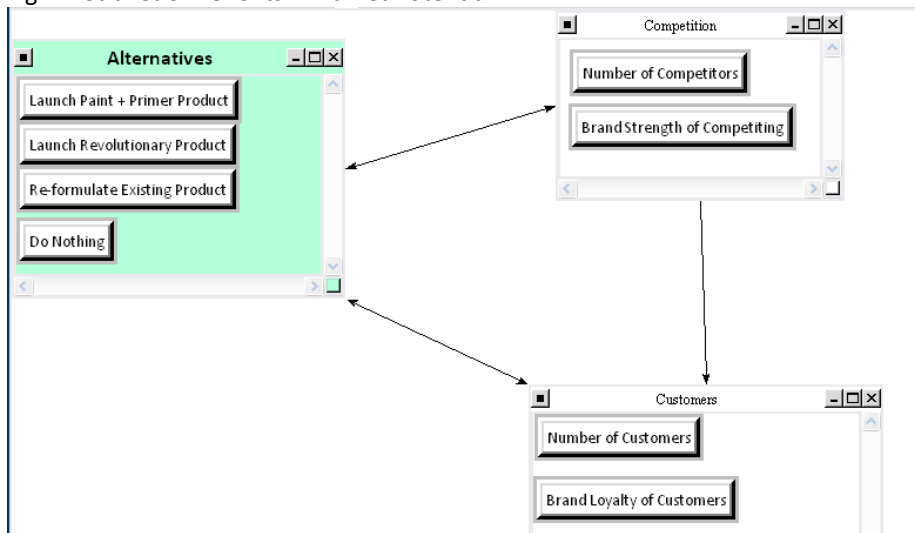 Competition
Alternatives
Number of Competitors
Launch Paint + Primer Product
Brand Strength of Competiting
Launch Revolutionary Product
Re-formulate Existing Product
Do Nothing
Customers
Number of Customers
Brand Loyalty of Customers